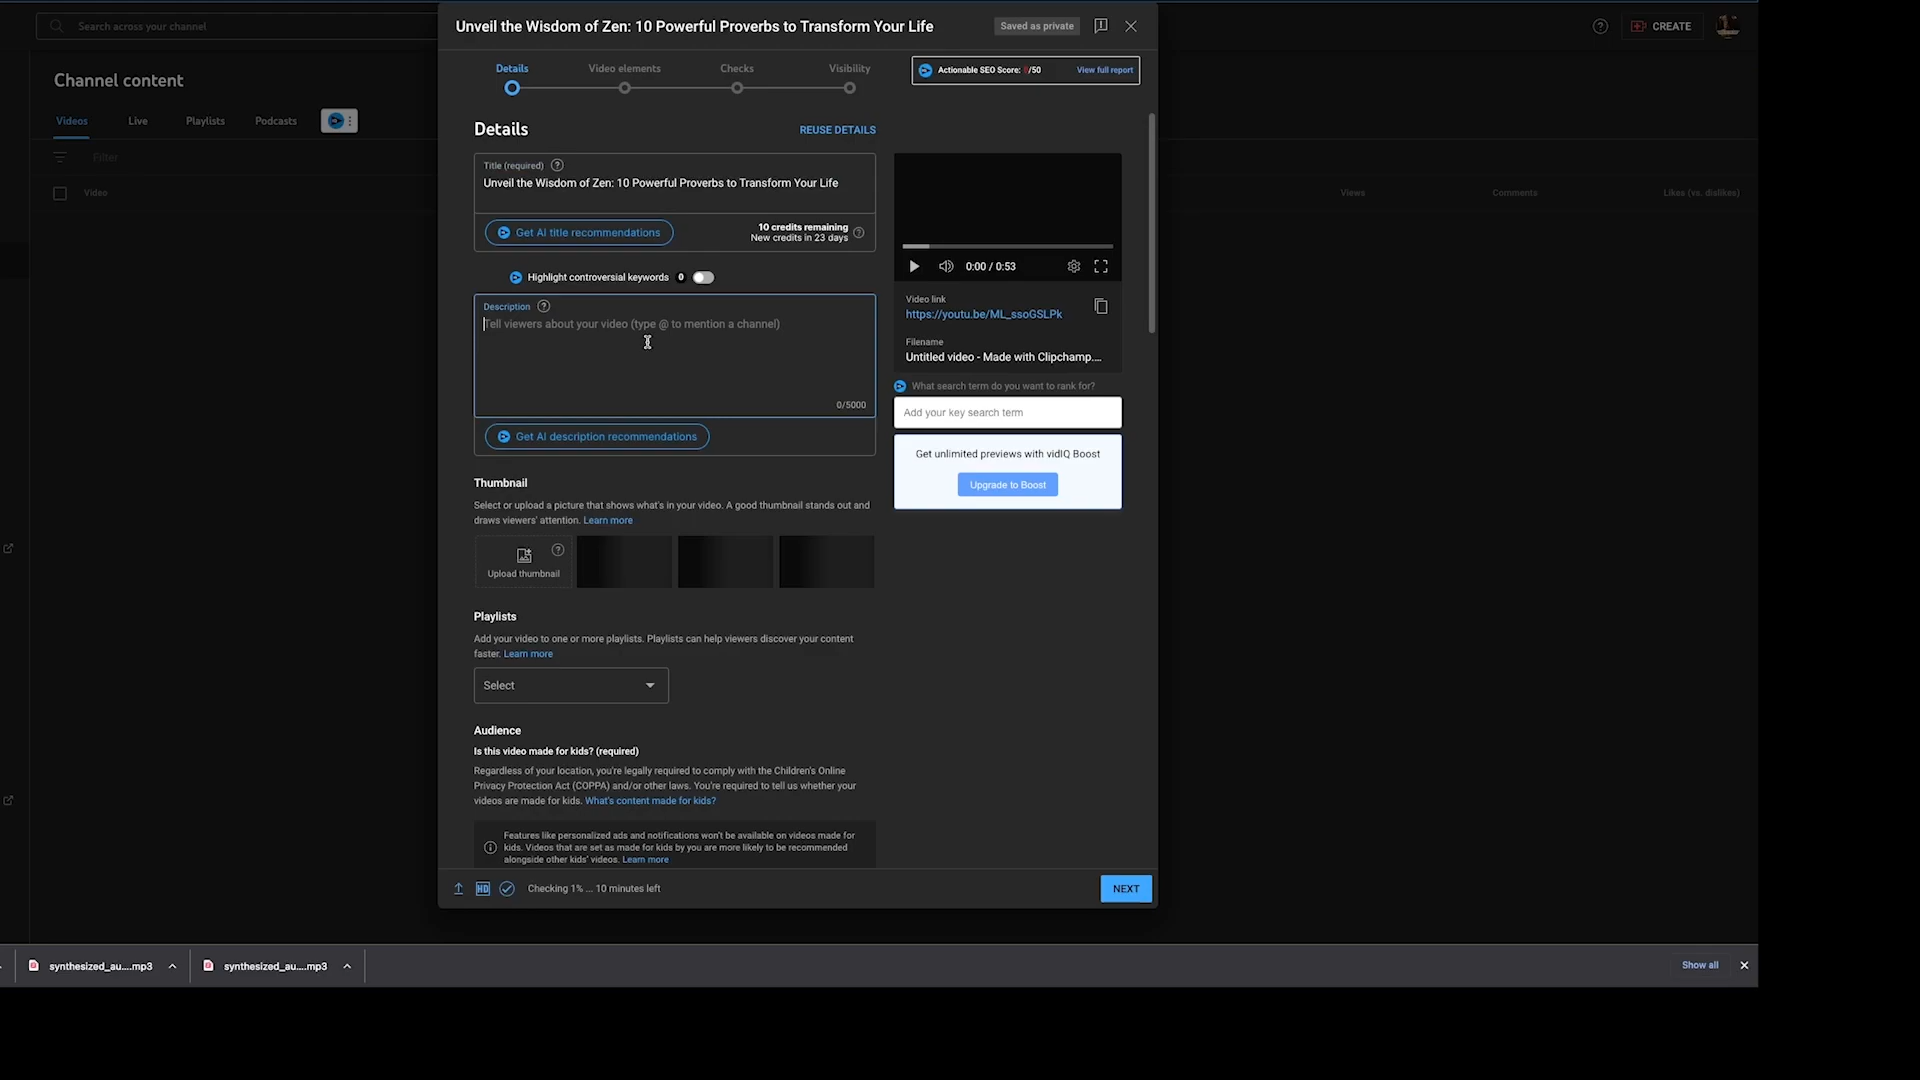 Search across your channel
Unveil the Wisdom of Zen: 10 Powerful Proverbs to Transform Your Life
Saved as private
CREATE
Details
Video elements
Checks
Visibility
Actionable SEO Score: /50
View full report
Channel content
Videos
Live
Playlists
Podcasts
Filter
Video
Views
Comments
Likes (vs. dislikes)
Details
REUSE DETAILS
Title (required)
Unveil the Wisdom of Zen: 10 Powerful Proverbs to Transform Your Life
Get AI title recommendations
10 credits remaining
New credits in 23 days
Highlight controversial keywords 0
Description
Tell viewers about your video (type @ to mention a channel)
0/5000
Get AI description recommendations
0:00 / 0:53
Video link
https://youtu.be/ML_ssoGSLPk
Filename
Untitled video - Made with Clipchamp....
What search term do you want to rank for?
Add your key search term
Get unlimited previews with vidIQ Boost
Upgrade to Boost
Thumbnail
Select or upload a picture that shows what's in your video. A good thumbnail stands out and
draws viewers' attention. Learn more
Upload thumbnail
Playlists
Add your video to one or more playlists. Playlists can help viewers discover your content
faster. Learn more
Select
Audience
Is this video made for kids? (required)
Regardless of your location, you're legally required to comply with the Children's Online
Privacy Protection Act (COPPA) and/or other laws. You're required to tell us whether your
videos are made for kids. What's content made for kids?
Features like personalized ads and notifications won't be available on videos made for
kids. Videos that are set as made for kids by you are more likely to be recommended
alongside other kids' videos. Learn more
HD
Checking 1% ... 10 minutes left
NEXT
synthesized_au....mp3
synthesized_au....mp3
Show all